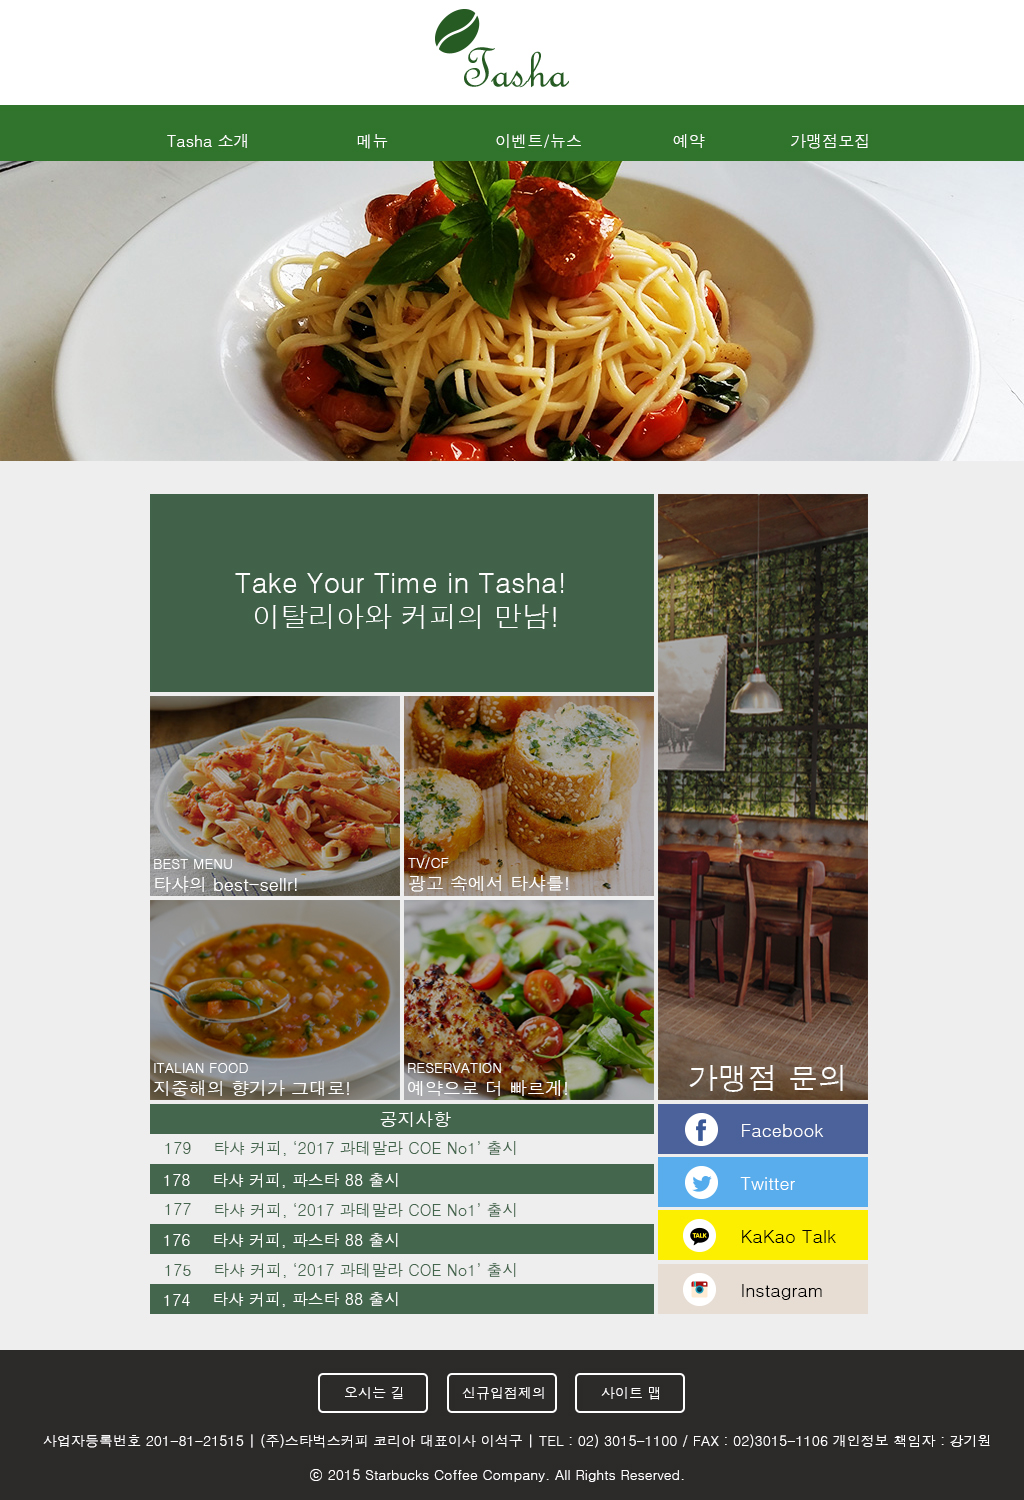 Tasha
Tasha 소개
메뉴
이벤트/뉴스
예약
가맹점모집
Take Your Time in Tasha!
이탈리아와 커피의 만남!
BEST MENU
타샤의 best-sellr!
TV/CF
광고 속에서 타샤를!
ITALIAN FOOD
지중해의 향기가 그대로!
RESERVATION
예약으로 더 빠르게!
가맹점 문의
공지사항
179 타샤 커피, ‘2017 과테말라 COE No1’ 출시
178 타샤 커피, 파스타 88 출시
177 타샤 커피, ‘2017 과테말라 COE No1’ 출시
176 타샤 커피, 파스타 88 출시
175 타샤 커피, ‘2017 과테말라 COE No1’ 출시
174 타샤 커피, 파스타 88 출시
Facebook
Twitter
TALK
KaKao Talk
Instagram
오시는 길
신규입점제의
사이트 맵
사업자등록번호 201-81-21515 | (주)스타벅스커피 코리아 대표이사 이석구 | TEL : 02) 3015-1100 / FAX : 02)3015-1106 개인정보 책임자 : 강기원
ⓒ 2015 Starbucks Coffee Company. All Rights Reserved.